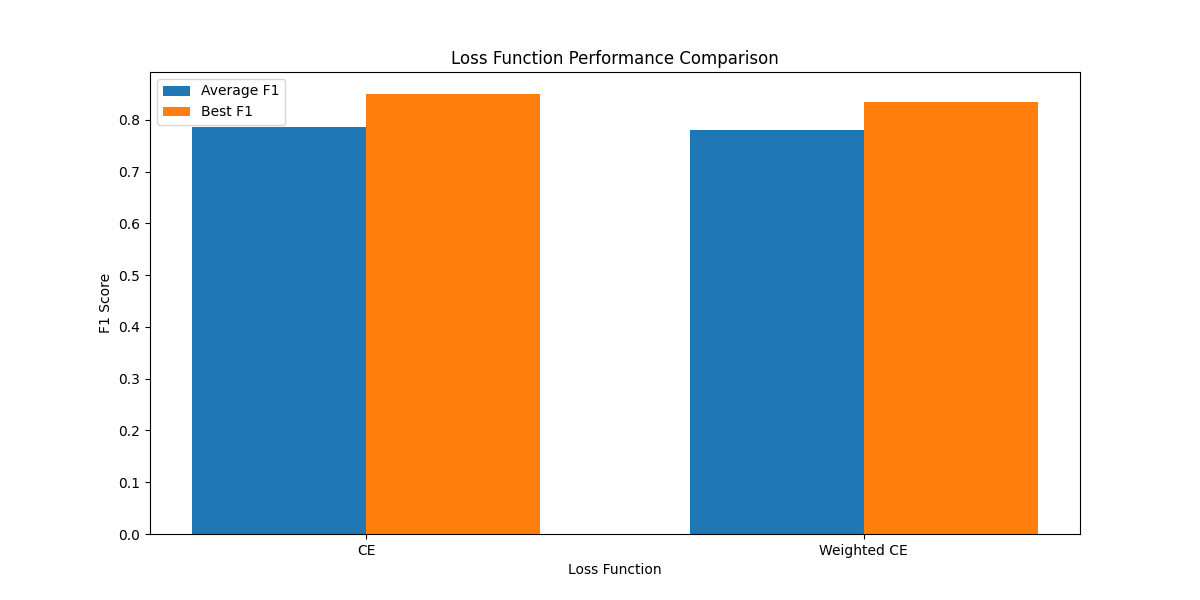 Loss Function Performance Comparison
Average F1
Best F1
F1 Score
0.8
0.7
0.6
0.5
0.4
0.3
0.2
0.1
0.0
CE
Weighted CE
Loss Function